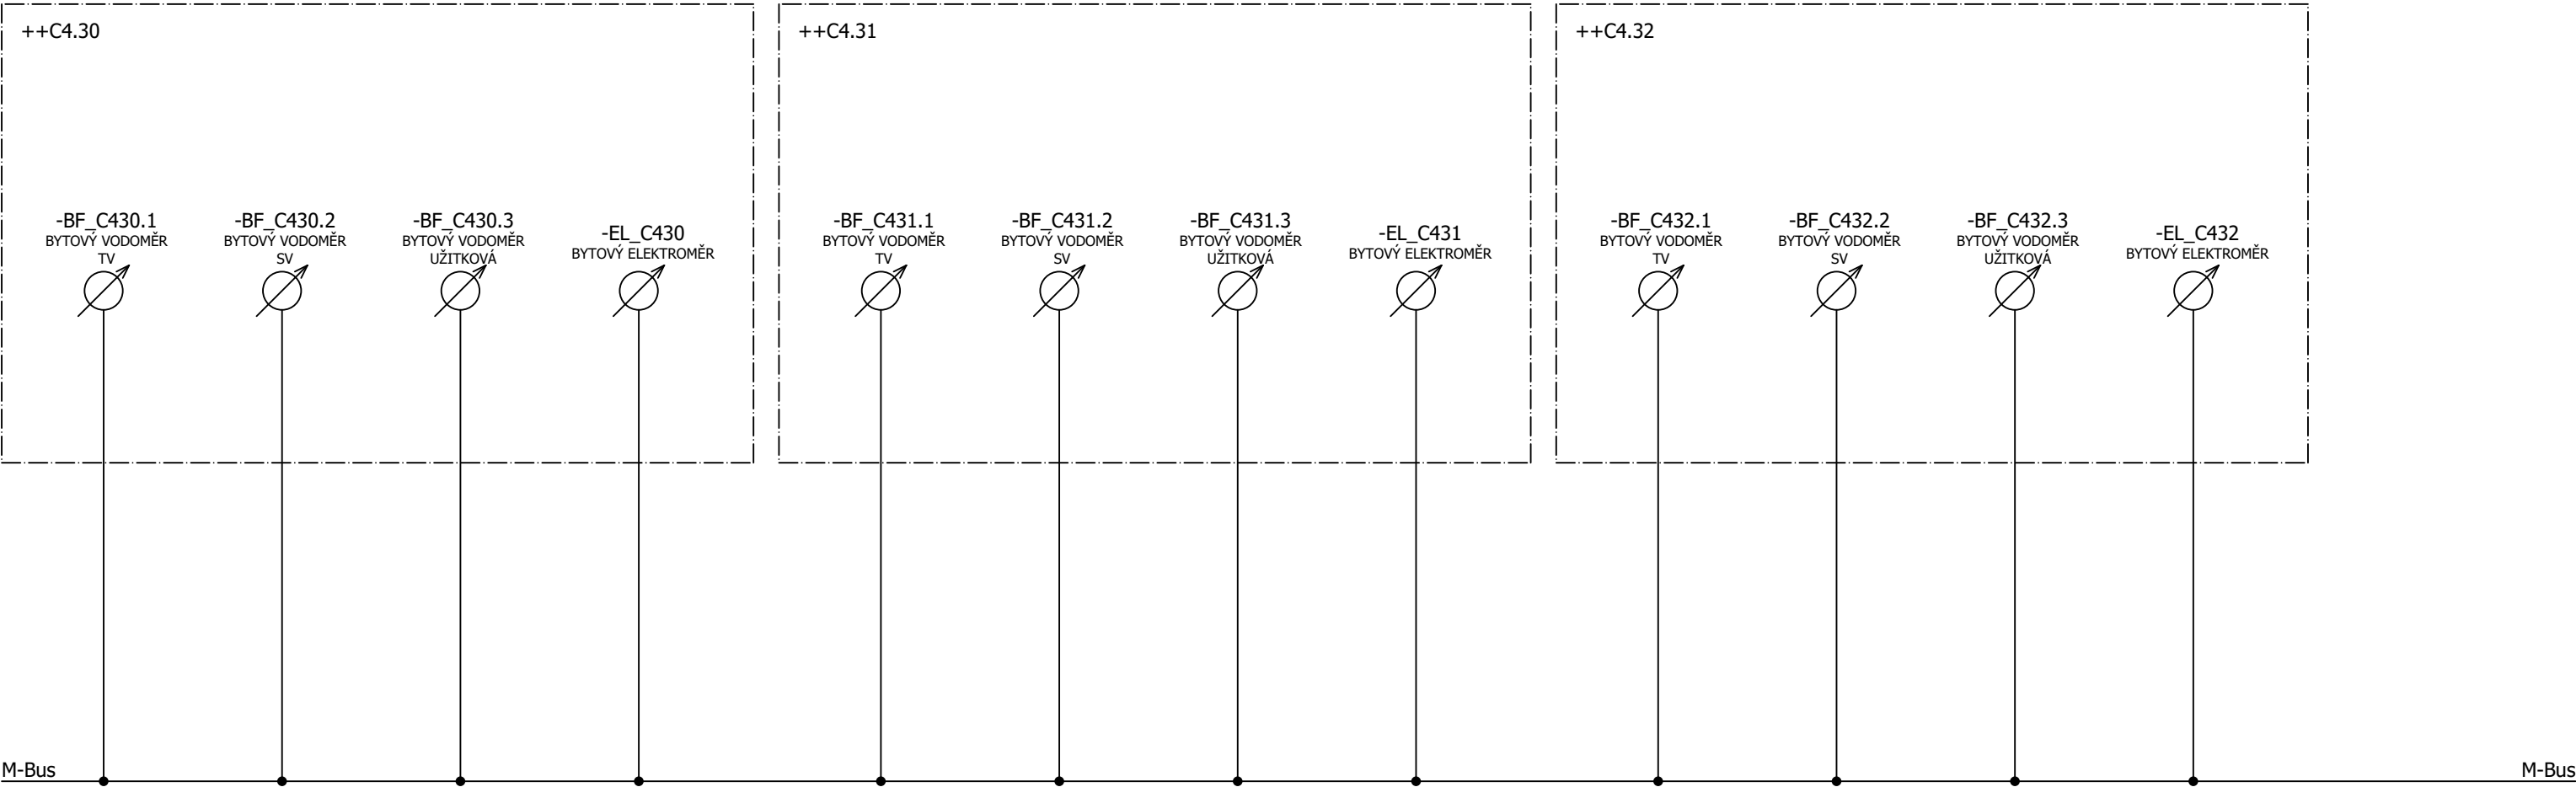 ++C4.30
++C4.31
++C4.32
-BF_C430.1
BYTOVÝ VODOMĚR
TV
-BF_C430.2
BYTOVÝ VODOMĚR
SV
-BF_C430.3
BYTOVÝ VODOMĚR
UŽITKOVÁ
-EL_C430
BYTOVÝ ELEKTROMĚR
-BF_C431.1
BYTOVÝ VODOMĚR
TV
-BF_C431.2
BYTOVÝ VODOMĚR
SV
-BF_C431.3
BYTOVÝ VODOMĚR
UŽITKOVÁ
-EL_C431
BYTOVÝ ELEKTROMĚR
-BF_C432.1
BYTOVÝ VODOMĚR
TV
-BF_C432.2
BYTOVÝ VODOMĚR
SV
-BF_C432.3
BYTOVÝ VODOMĚR
UŽITKOVÁ
-EL_C432
BYTOVÝ ELEKTROMĚR
M-Bus
M-Bus